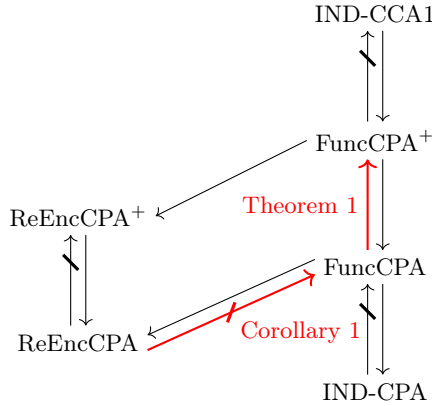 IND-CCA1
FuncCPA⁺
Theorem 1
ReEncCPA⁺
FuncCPA
Corollary 1
ReEncCPA
IND-CPA